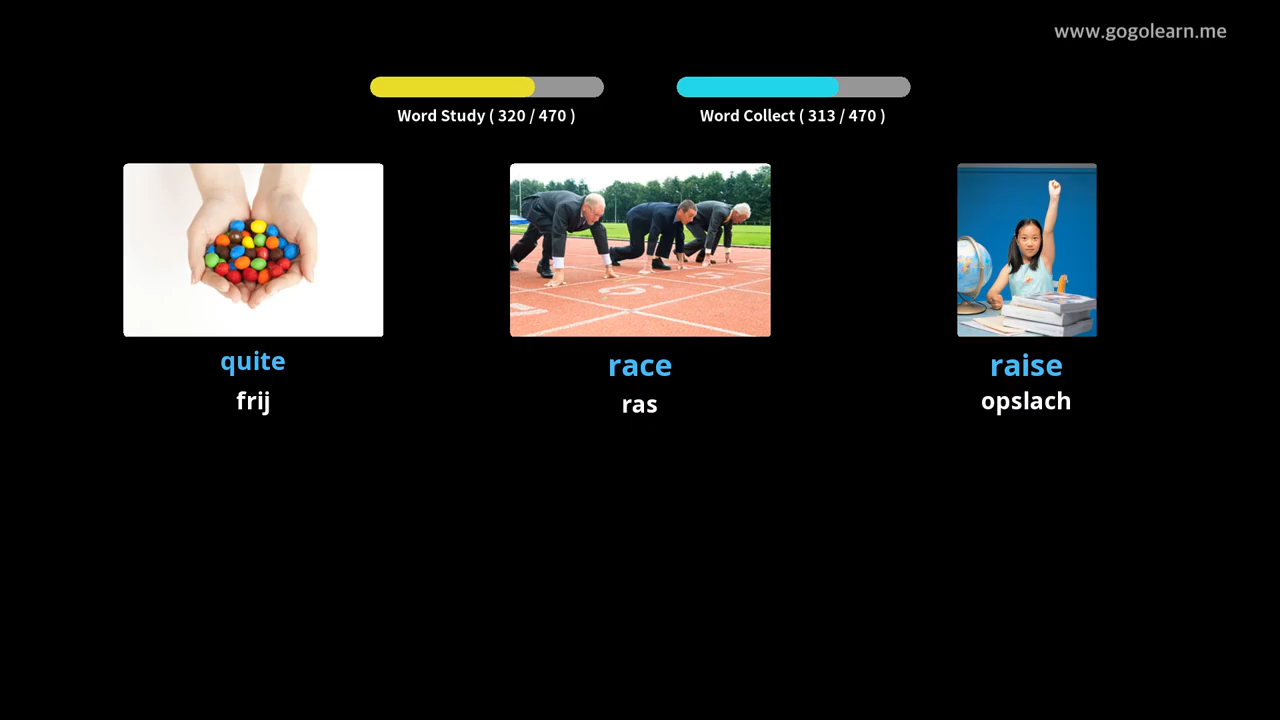 www.gogolearn.me
Word Study ( 320 / 470 )
Word Collect ( 313 / 470 )
quite
frij
race
ras
raise
opslach